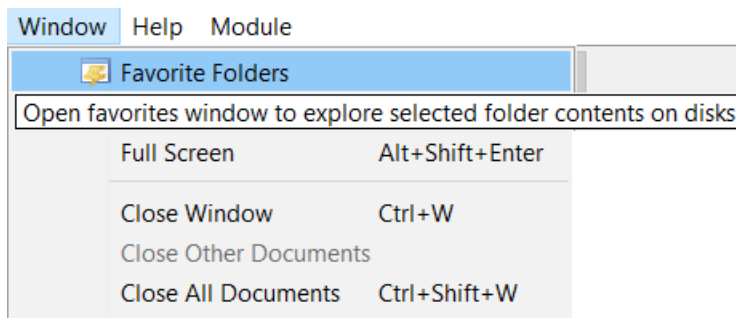 Window Help Module
Favorite Folders
Open favorites window to explore selected folder contents on disks
Full Screen Alt+Shift+Enter
Close Window Ctrl+W
Close Other Documents
Close All Documents Ctrl+Shift+W